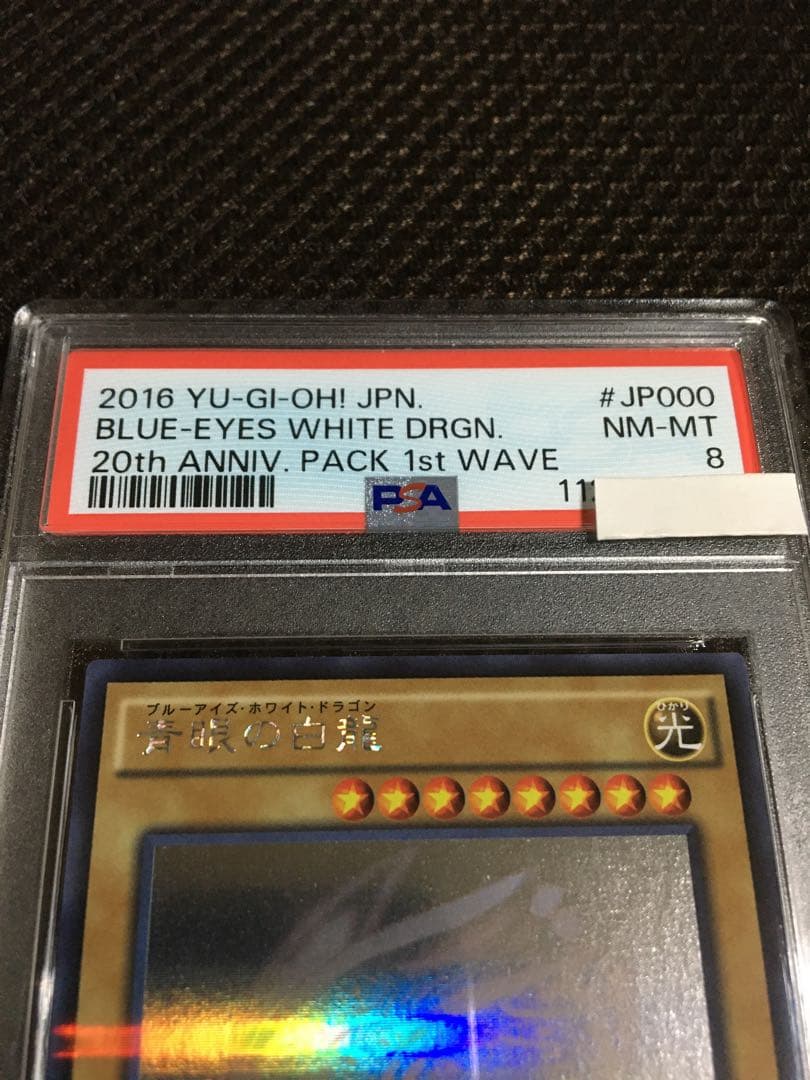 2016 YU-GI-OH! JPN. #JP000
BLUE-EYES WHITE DRGN. NM-MT
20th ANNIV. PACK 1st WAVE 8
PSA
ブルーアイズ・ホワイト・ドラゴン
青眼の白龍
ひかり
光